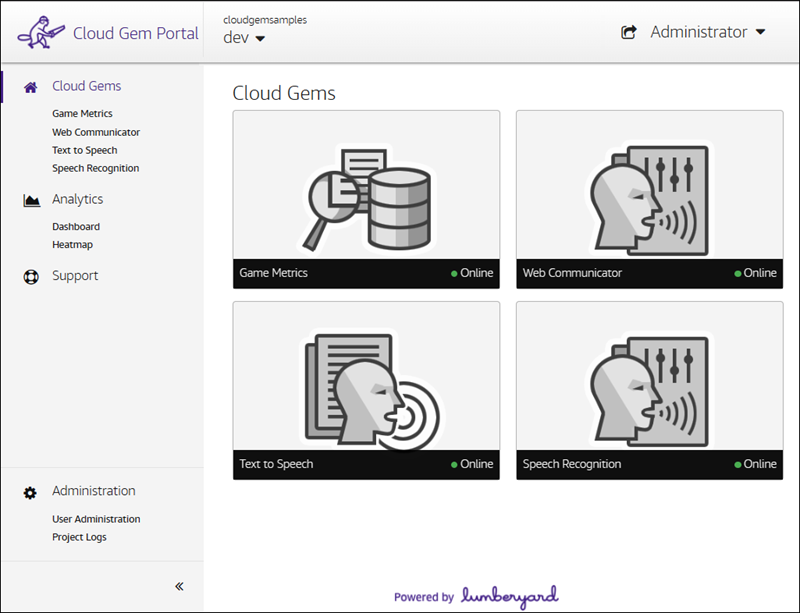 Cloud Gem Portal
cloudgemsamples
dev
Administrator
Cloud Gems
Game Metrics
Web Communicator
Text to Speech
Speech Recognition
Analytics
Dashboard
Heatmap
Support
Administration
User Administration
Project Logs
«
Cloud Gems
Game Metrics Online
Web Communicator Online
Text to Speech Online
Speech Recognition Online
Powered by lumberyard